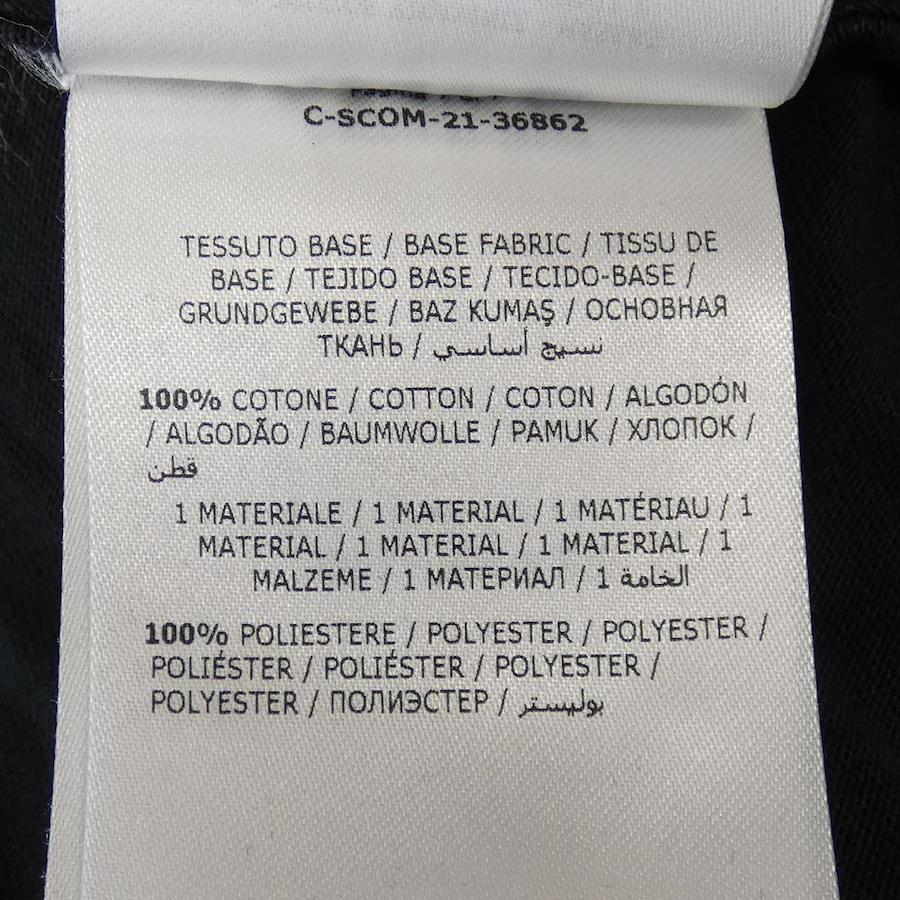 C-SCOM-21-36862
TESSUTO BASE / BASE FABRIC / TISSU DE
BASE / TEJIDO BASE / TECIDO-BASE /
GRUNDGEWEBE / BAZ KUMAŞ / ОСНОВНАЯ
ТКАНЬ / نسيج أساسي
100% COTONE / COTTON / COTON / ALGODÓN
/ ALGODÃO / BAUMWOLLE / PAMUK / ХЛОПОК /
قطن
1 MATERIALE / 1 MATERIAL / 1 MATÉRIAU / 1
MATERIAL / 1 MATERIAL / 1 MATERIAL / 1
MALZEME / 1 МАТЕРИАЛ / 1 الخامة
100% POLIESTERE / POLYESTER / POLYESTER /
POLIÉSTER / POLIÉSTER / POLYESTER /
POLYESTER / ПОЛИЭСТЕР / بوليستر